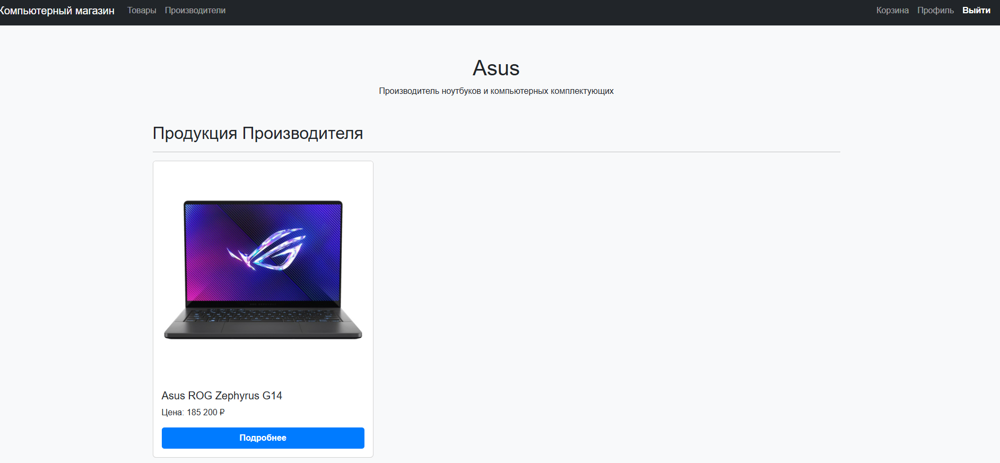 Компьютерный магазин Товары Производители Корзина Профиль Выйти
Asus
Производитель ноутбуков и компьютерных комплектующих
Продукция Производителя
Asus ROG Zephyrus G14
Цена: 185 200 ₽
Подробнее